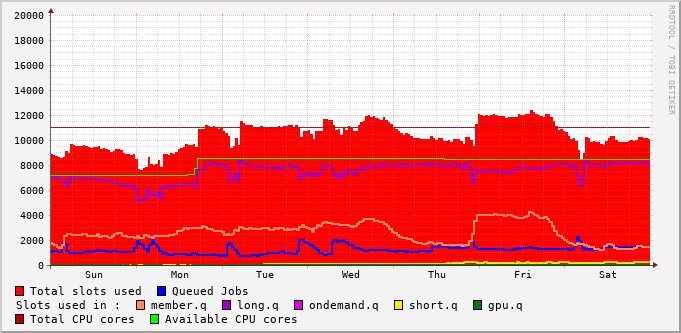 20000
18000
16000
14000
12000
10000
8000
6000
4000
2000
0
Sun Mon Tue Wed Thu Fri Sat
RRDTOOL / TOBI OETIKER
Total slots used Queued Jobs
Slots used in : member.q long.q ondemand.q short.q gpu.q
Total CPU cores Available CPU cores